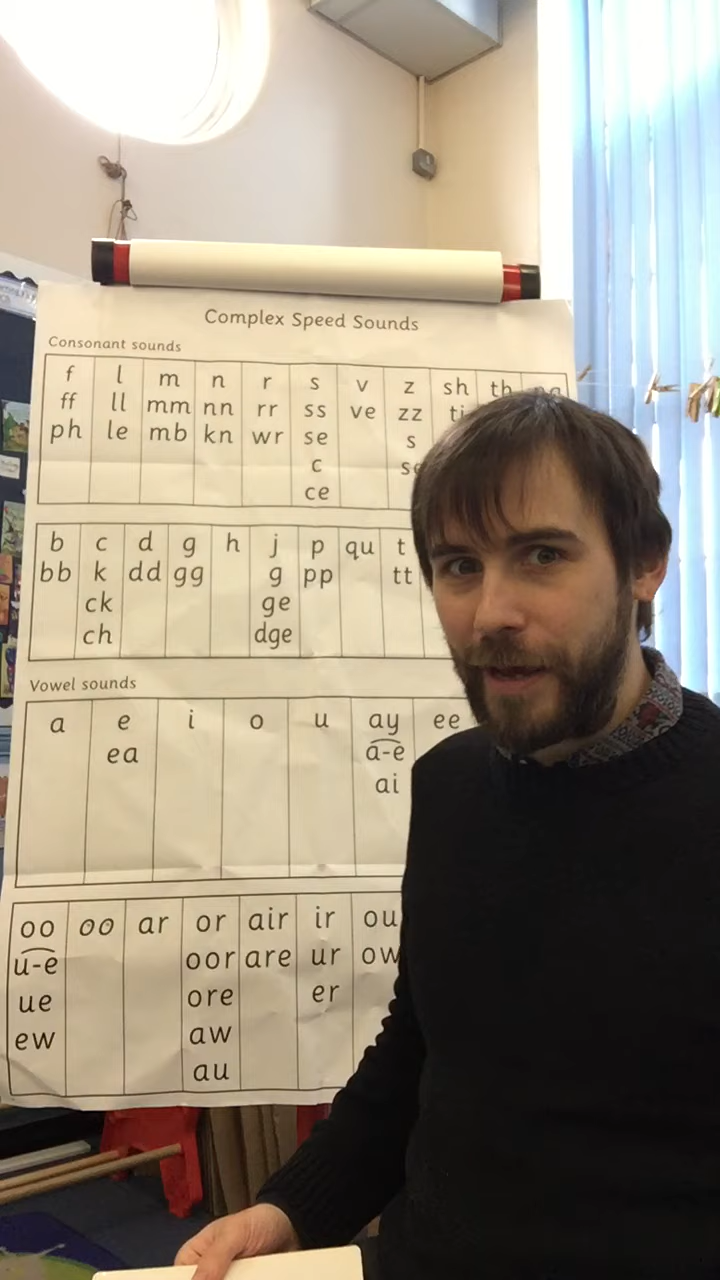 Complex Speed Sounds
Consonant sounds
f l m n r s v z sh th
ff ll mm nn rr ss ve zz ti
ph le mb kn wr se s
c
ce
b c d g h j p qu t
bb k dd gg g pp tt
ck ge
ch dge
Vowel sounds
a e i o u ay ee
ea a-e
ai
oo oo ar or air ir ou
u-e oor are ur ow
ue ore er
ew aw
au